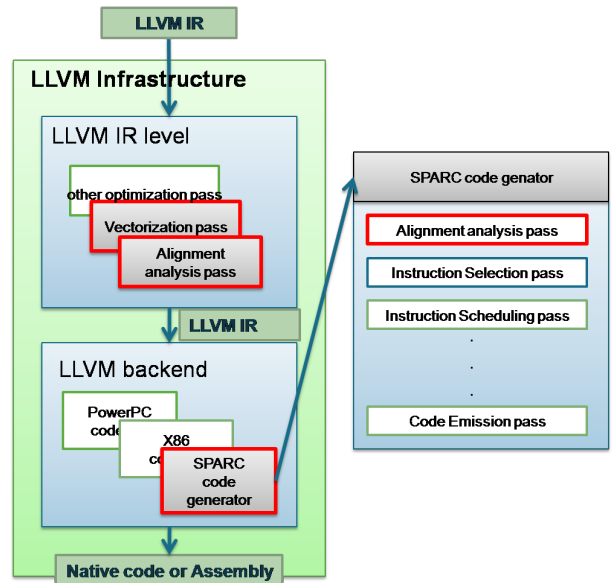 LLVM IR
LLVM Infrastructure
LLVM IR level
other optimization pass
Vectorization pass
Alignment
analysis pass
LLVM IR
LLVM backend
PowerPC
code
X86
SPARC
code
generator
Native code or Assembly
SPARC code genator
Alignment analysis pass
Instruction Selection pass
Instruction Scheduling pass
.
.
.
Code Emission pass